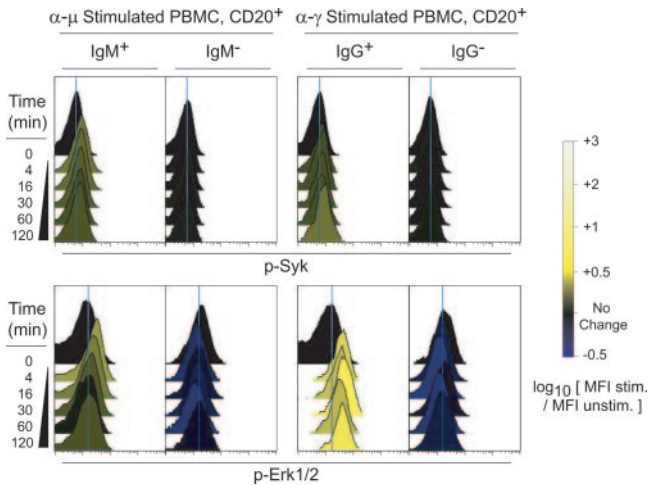 α-μ Stimulated PBMC, CD20+
α-γ Stimulated PBMC, CD20+
IgM+
IgM-
IgG+
IgG-
Time
(min)
0
4
16
30
60
120
p-Syk
Time
(min)
0
4
16
30
60
120
p-Erk1/2
+3
+2
+1
+0.5
No
Change
-0.5
log10 [ MFI stim.
/ MFI unstim. ]